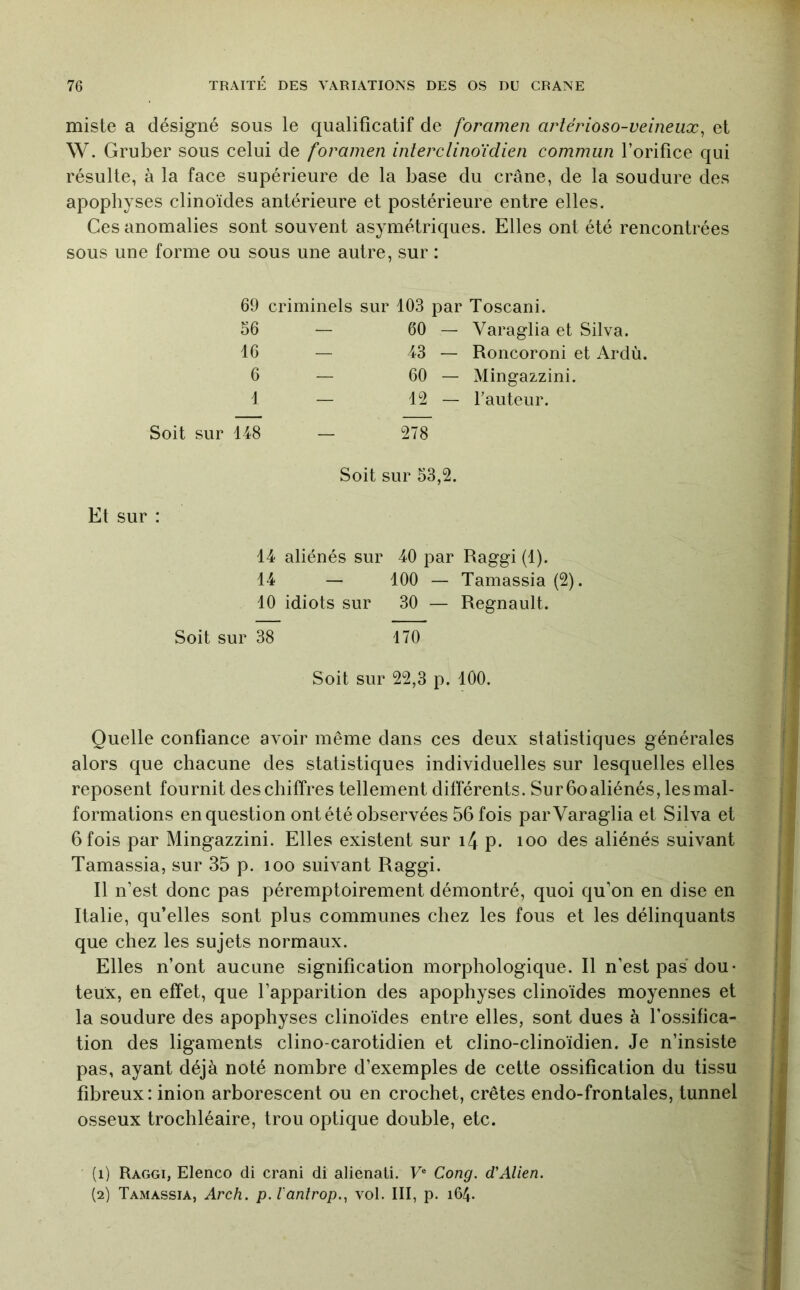 76 TRAITÉ DES VARIATIONS DES OS DU CRANE
miste a désigné sous le qualificatif de foramen artérioso-veineux, et
W. Gruber sous celui de foramen interclinoïdien commun l'orifice qui
résulte, à la face supérieure de la base du crâne, de la soudure des
apophyses clinoïdes antérieure et postérieure entre elles.
Ces anomalies sont souvent asymétriques. Elles ont été rencontrées
sous une forme ou sous une autre, sur :
69 criminels sur 103 par Toscani.
56 — 60 — Varaglia et Silva.
16 — 43 — Roncoroni et Ardù.
6 — 60 — Mingazzini.
1 — 12 — l'auteur.
Soit sur 148 — 278
Soit sur 53,2.
Et sur :
14 aliénés sur 40 par Raggi (1).
14 — 100 — Tamassia (2).
10 idiots sur 30 — Regnault.
Soit sur 38 170
Soit sur 22,3 p. 100.
Quelle confiance avoir même dans ces deux statistiques générales
alors que chacune des statistiques individuelles sur lesquelles elles
reposent fournit des chiffres tellement différents. Sur 60 aliénés, les mal-
formations en question ont été observées 56 fois par Varaglia et Silva et
6 fois par Mingazzini. Elles existent sur 14 p. 100 des aliénés suivant
Tamassia, sur 35 p. 100 suivant Raggi.
Il n'est donc pas péremptoirement démontré, quoi qu'on en dise en
Italie, qu'elles sont plus communes chez les fous et les délinquants
que chez les sujets normaux.
Elles n'ont aucune signification morphologique. Il n'est pas dou-
teux, en effet, que l'apparition des apophyses clinoïdes moyennes et
la soudure des apophyses clinoïdes entre elles, sont dues à l'ossifica-
tion des ligaments clino-carotidien et clino-clinoïdien. Je n'insiste
pas, ayant déjà noté nombre d'exemples de cette ossification du tissu
fibreux : inion arborescent ou en crochet, crêtes endo-frontales, tunnel
osseux trochléaire, trou optique double, etc.
(1) RAGGI, Elenco di crani di alienati. Ve Cong. d'Alien.
(2) TAMASSIA, Arch. p. l'antrop., vol. III, p. 164.